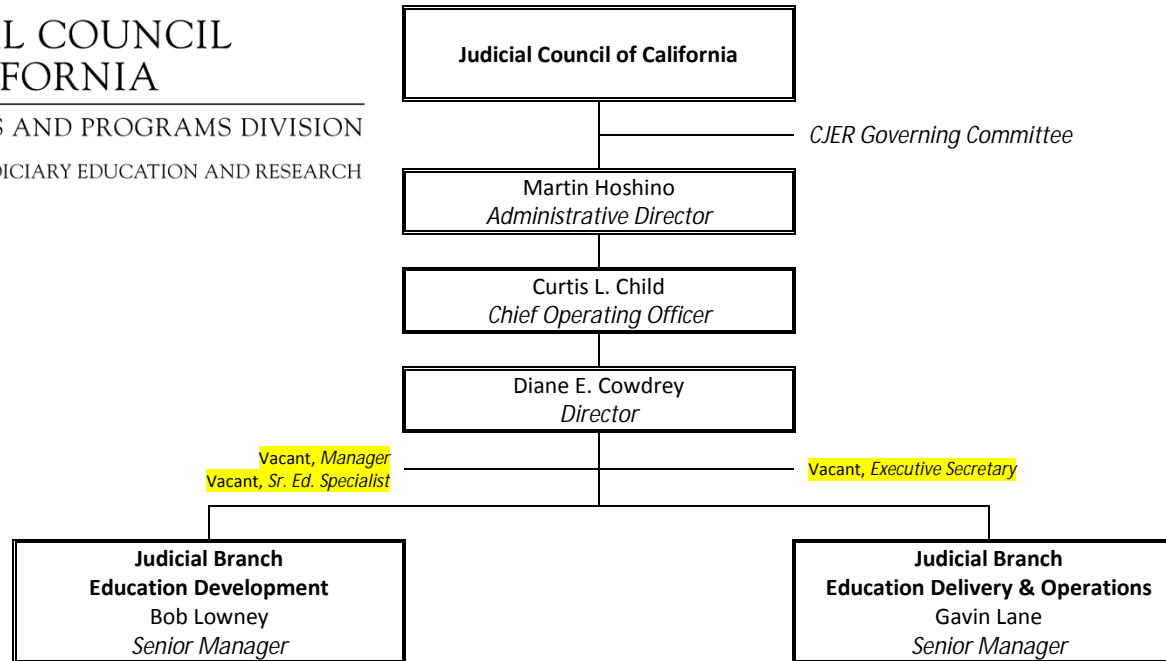 COUNCIL
AND PROGRAMS DIVISION
EDUCATION AND RESEARCH
Judicial Council of California
CJER Governing Committee
Martin Hoshino
Administrative Director
Curtis L. Child
Chief Operating Officer
Diane E. Cowdrey
Director
Vacant, Manager
Vacant, Sr. Ed. Specialist
Vacant, Executive Secretary
Judicial Branch
Education Development
Bob Lowney
Senior Manager
Judicial Branch
Education Delivery & Operations
Gavin Lane
Senior Manager